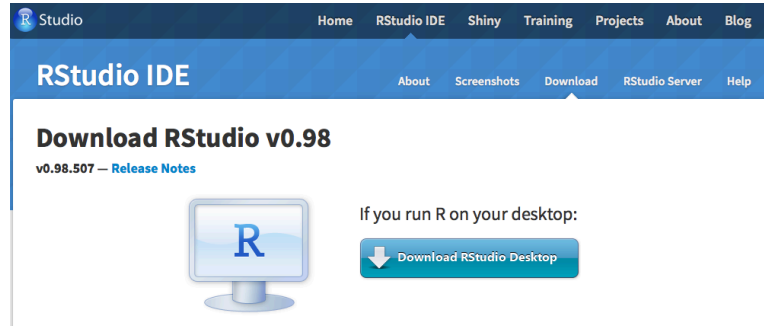 R Studio
Home RStudio IDE Shiny Training Projects About Blog
RStudio IDE
About Screenshots Download RStudio Server Help
Download RStudio v0.98
v0.98.507 — Release Notes
R
If you run R on your desktop:
Download RStudio Desktop